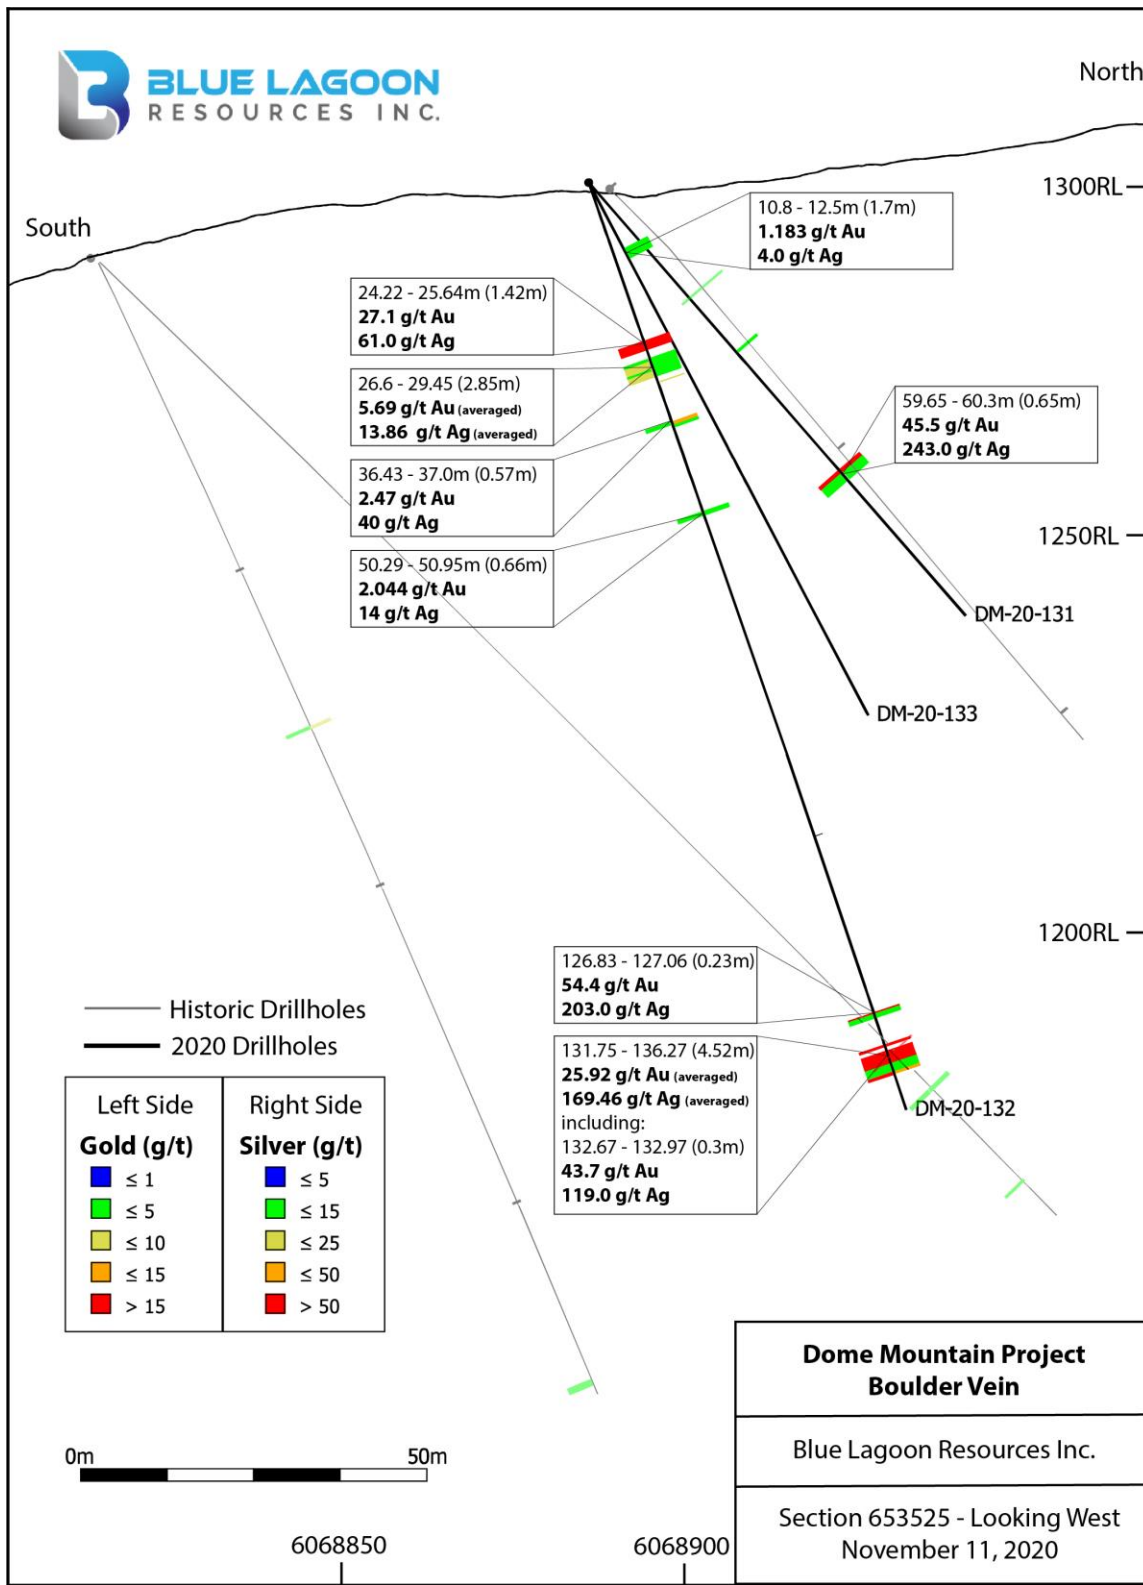 BLUE LAGOON
RESOURCES INC.
North
1300RL
South
10.8 - 12.5m (1.7m)
1.183 g/t Au
4.0 g/t Ag
24.22 - 25.64m (1.42m)
27.1 g/t Au
61.0 g/t Ag
26.6 - 29.45 (2.85m)
5.69 g/t Au (averaged)
13.86 g/t Ag (averaged)
59.65 - 60.3m (0.65m)
45.5 g/t Au
243.0 g/t Ag
36.43 - 37.0m (0.57m)
2.47 g/t Au
40 g/t Ag
1250RL
50.29 - 50.95m (0.66m)
2.044 g/t Au
14 g/t Ag
DM-20-131
DM-20-133
1200RL
126.83 - 127.06 (0.23m)
54.4 g/t Au
203.0 g/t Ag
131.75 - 136.27 (4.52m)
25.92 g/t Au (averaged)
169.46 g/t Ag (averaged)
including:
132.67 - 132.97 (0.3m)
43.7 g/t Au
119.0 g/t Ag
DM-20-132
Historic Drillholes
2020 Drillholes
Left Side
Gold (g/t)
≤ 1
≤ 5
≤ 10
≤ 15
> 15
Right Side
Silver (g/t)
≤ 5
≤ 15
≤ 25
≤ 50
> 50
0m
50m
6068850
6068900
Dome Mountain Project
Boulder Vein
Blue Lagoon Resources Inc.
Section 653525 - Looking West
November 11, 2020